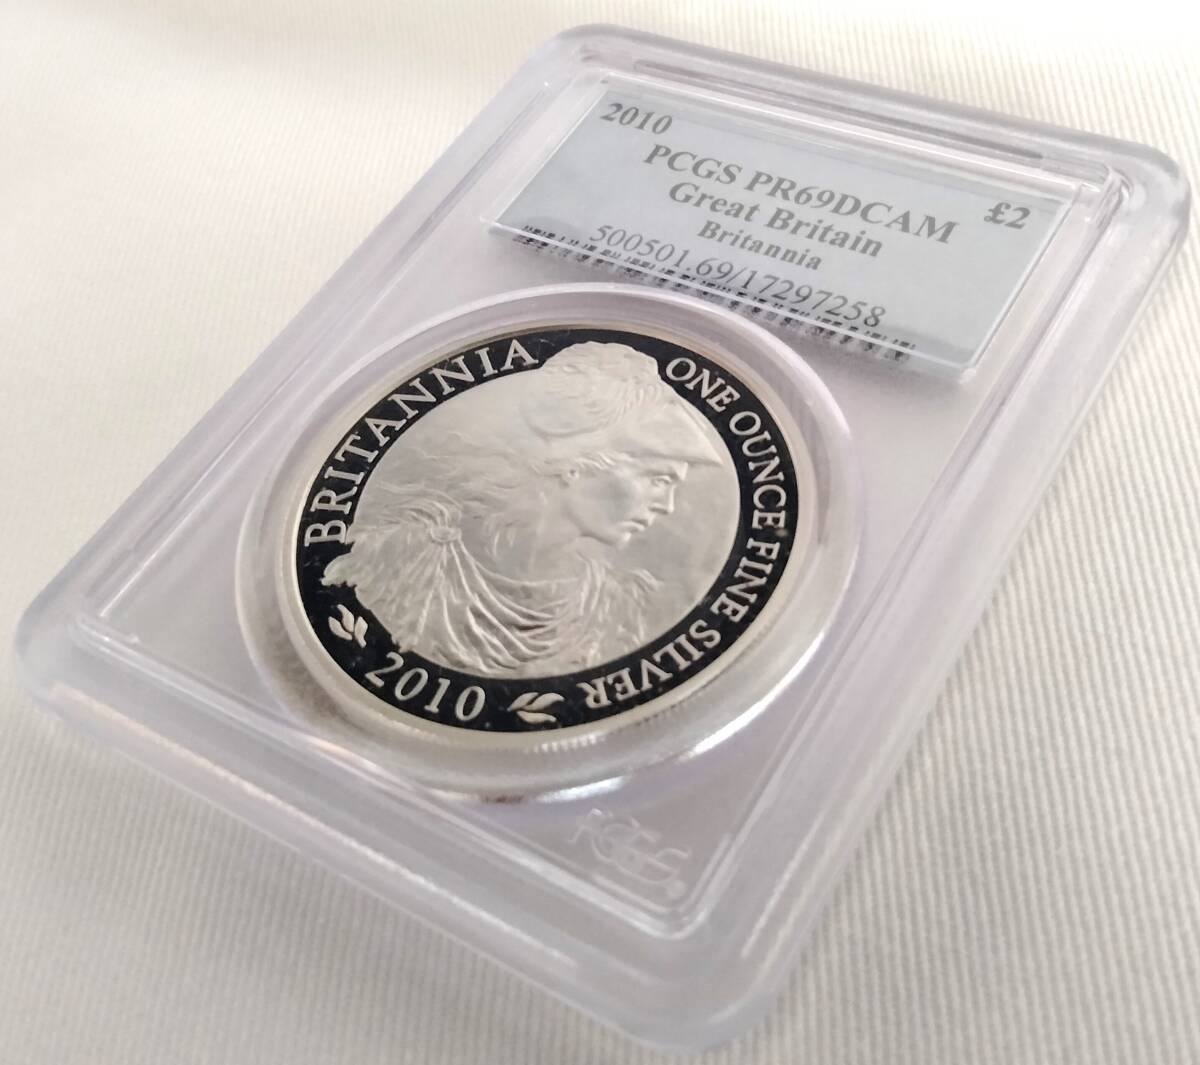 2010
PCGS PR69DCAM
Great Britain
£2
Britannia
500501.69/17297258
BRITANNIA
ONE OUNCE FINE SILVER
2010
PCGS